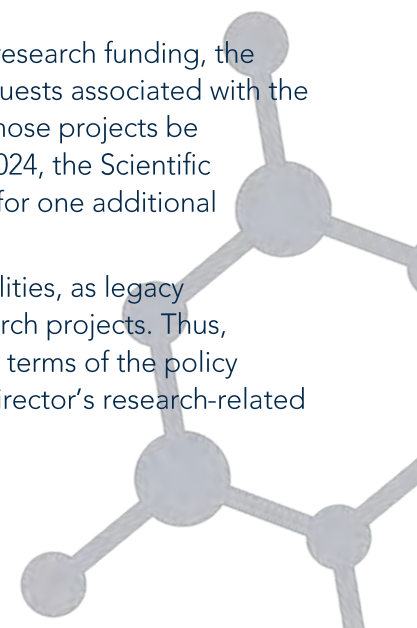 esearch funding, the
uests associated with the
hose projects be
024, the Scientific
for one additional
lities, as legacy
rch projects. Thus,
terms of the policy
irector's research-related